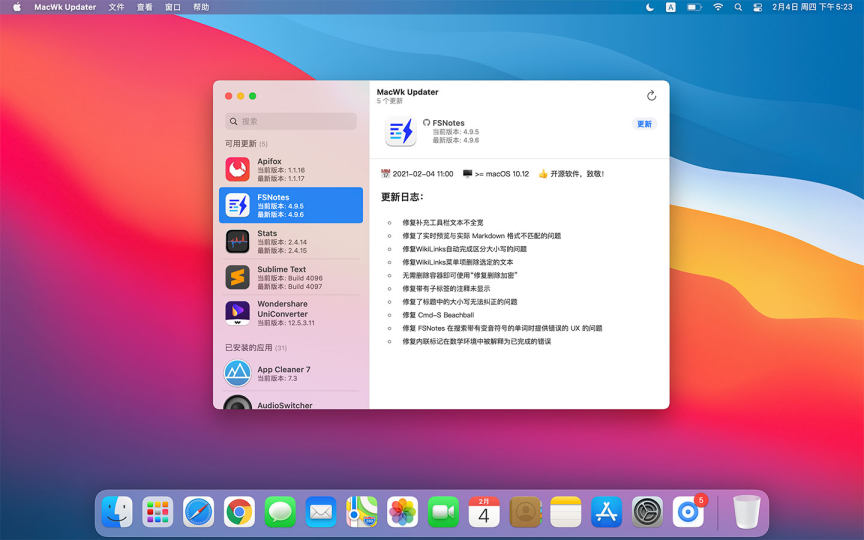 MacWk Updater 文件 查看 窗口 帮助
A
2月4日 周四 下午5:23
MacWk Updater
5 个更新
搜索
可用更新 (5)
Apifox
当前版本: 1.1.16
最新版本: 1.1.17
FSNotes
当前版本: 4.9.5
最新版本: 4.9.6
Stats
当前版本: 2.4.14
最新版本: 2.4.15
Sublime Text
当前版本: Build 4096
最新版本: Build 4097
Wondershare
UniConverter
当前版本: 12.5.3.11
已安装的应用 (31)
App Cleaner 7
当前版本: 7.3
AudioSwitcher
FSNotes
当前版本: 4.9.5
最新版本: 4.9.6
更新
2021-02-04 11:00 >= macOS 10.12 开源软件，致敬！
更新日志：
修复补充工具栏文本不全宽
修复了实时预览与实际 Markdown 格式不匹配的问题
修复WikiLinks自动完成区分大小写的问题
修复WikiLinks菜单项删除选定的文本
无需删除容器即可使用“修复删除加密”
修复带有子标签的注释未显示
修复了标题中的大小写无法纠正的问题
修复 Cmd-S Beachball
修复 FSNotes 在搜索带有变音符号的单词时提供错误的 UX 的问题
修复内联标记在数学环境中被解释为已完成的错误
2月
4
5